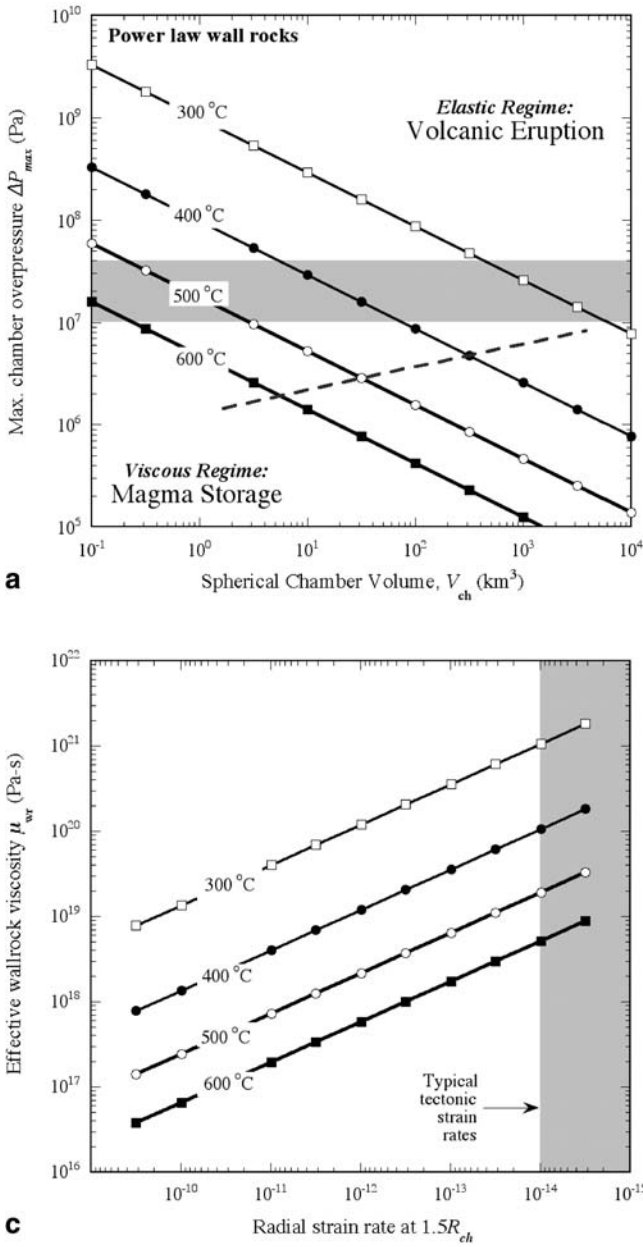 Power law wall rocks
Max. chamber overpressure ΔP_max (Pa)
10^10
10^9
10^8
10^7
10^6
10^5
300 °C
400 °C
500 °C
600 °C
Elastic Regime:
Volcanic Eruption
Viscous Regime:
Magma Storage
10^-1
10^0
10^1
10^2
10^3
10^4
Spherical Chamber Volume, V_ch (km^3)
a
Effective wallrock viscosity μ_wr (Pa-s)
10^22
10^21
10^20
10^19
10^18
10^17
10^16
300 °C
400 °C
500 °C
600 °C
Typical
tectonic
strain
rates
10^-10
10^-11
10^-12
10^-13
10^-14
10^-15
Radial strain rate at 1.5R_ch
c